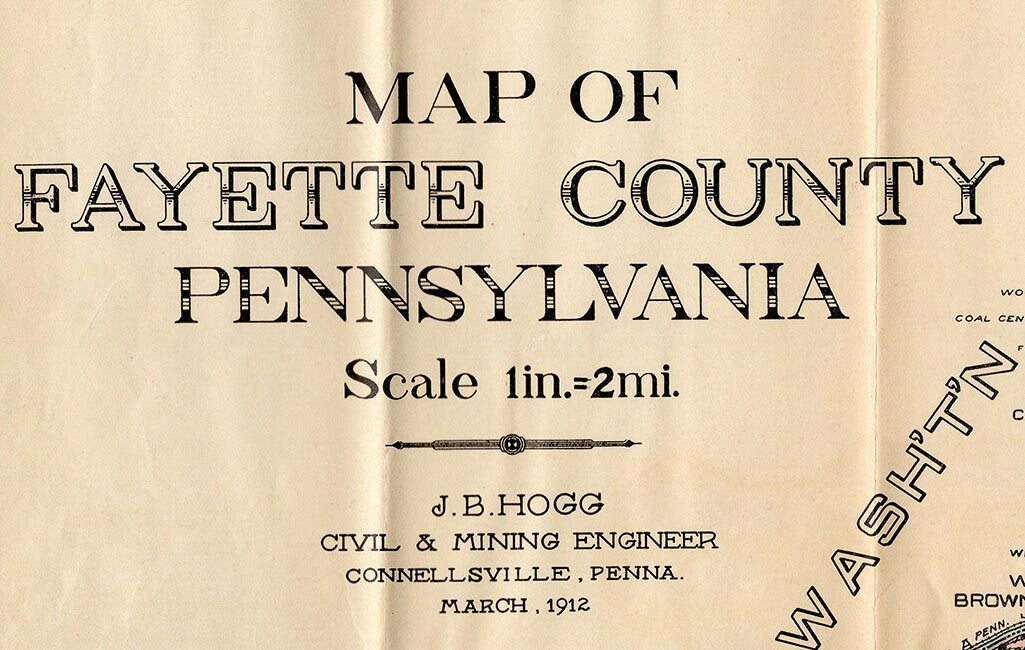 MAP OF
FAYETTE COUNTY
PENNSYLVANIA
Scale 1in.=2mi.
J.B.HOGG
CIVIL & MINING ENGINEER
CONNELLSVILLE, PENNA.
MARCH, 1912
COAL CEN
WASH'T'N
BROWN
PENN.